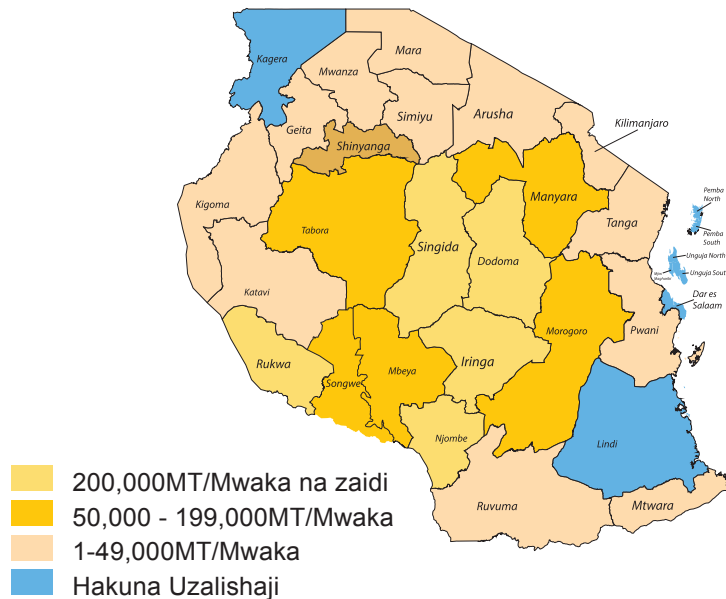 Kagera
Mara
Mwanza
Simiyu
Arusha
Kilimanjaro
Geita
Shinyanga
Kigoma
Manyara
Pemba
North
Tanga
Pemba
South
Tabora
Singida
Dodoma
Unguja North
Unguja Sout
Katavi
Dar es
Salaam
Morogoro
Pwani
Rukwa
Songwe
Mbeya
Iringa
Njombe
Lindi
Ruvuma
Mtwara
200,000MT/Mwaka na zaidi
50,000 - 199,000MT/Mwaka
1-49,000MT/Mwaka
Hakuna Uzalishaji